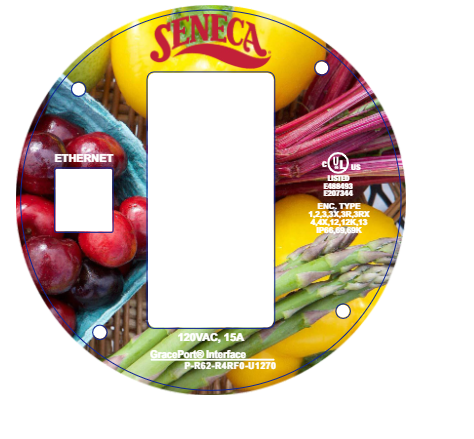 SENECA
ETHERNET
C UL US
LISTED
E488493
E207344
ENC. TYPE
1,2,3,3X,3R,3RX
4,4X,12,12K,13
IP66,69,69K
120VAC, 15A
GracePort® Interface
P-R62-R4RF0-U1270